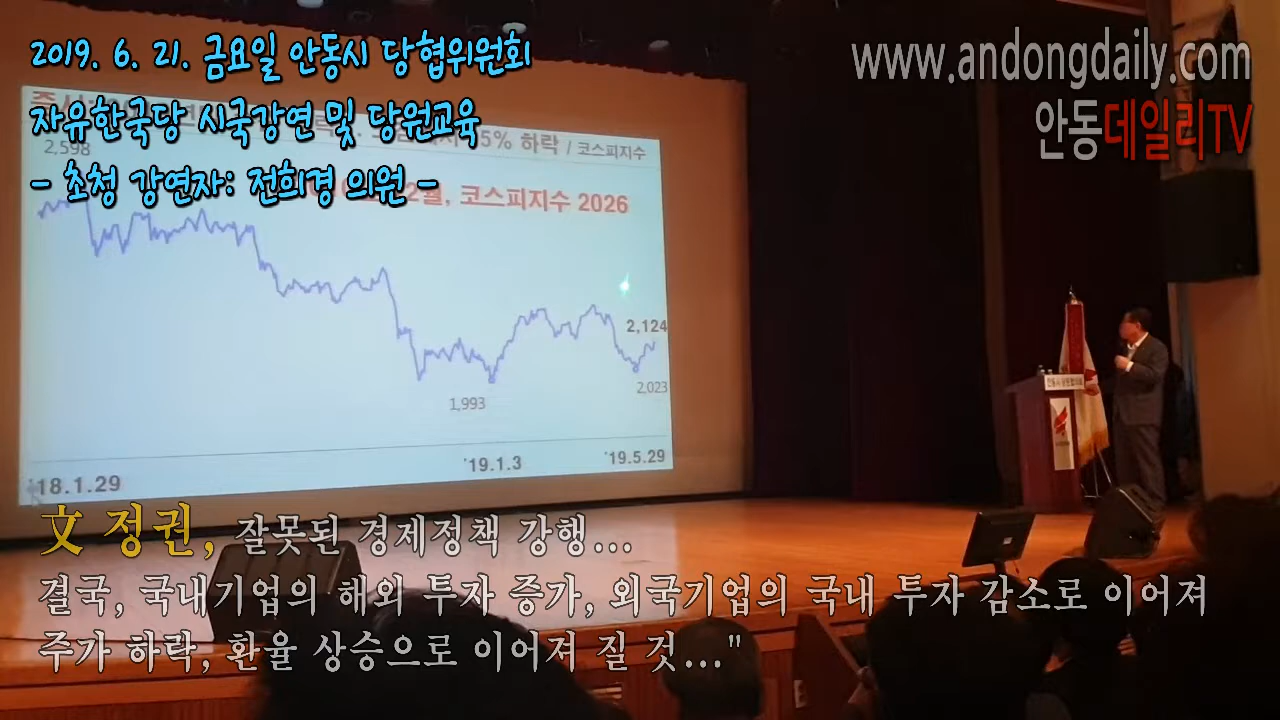 2019. 6. 21. 금요일 안동시 당협위원회
자유한국당 시국강연 및 당원교육
- 초청 강연자: 전희경 의원 -
www.andongdaily.com
안동데일리TV
5% 하락 / 코스피지수
2,598
2월, 코스피지수 2026
2,124
2,023
1,993
'18.1.29
'19.1.3
'19.5.29
文 정권, 잘못된 경제정책 강행...
결국, 국내기업의 해외 투자 증가, 외국기업의 국내 투자 감소로 이어져
주가 하락, 환율 상승으로 이어져 질 것..."